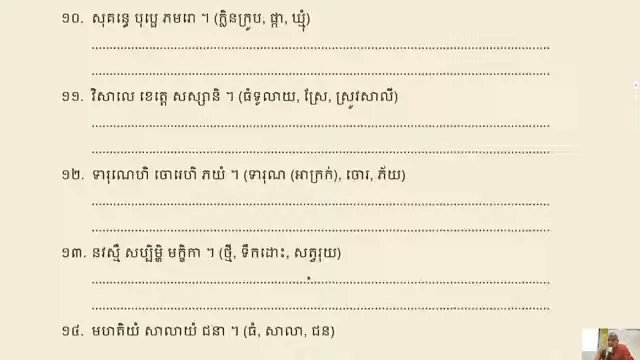 ១០. សុគន្ធេ បុប្ផេ ភមរោ ។ (ក្លិនក្រូប, ផ្កា, ឃ្មុំ)
១១. វិសាលេ ខេត្តេ សស្សានិ ។ (ធំទូលាយ, ស្រែ, ស្រូវសាលី)
១២. ទារុណេហិ ចោរេហិ ភយំ ។ (ទារុណ (អាក្រក់), ចោរ, ភ័យ)
១៣. នវស្មឹ សប្បិម្ហិ មក្ខិកា ។ (ថ្មី, ទឹកដោះ, សត្វរុយ)
១៤. មហតិយំ សាលាយំ ជនា ។ (ធំ, សាលា, ជន)